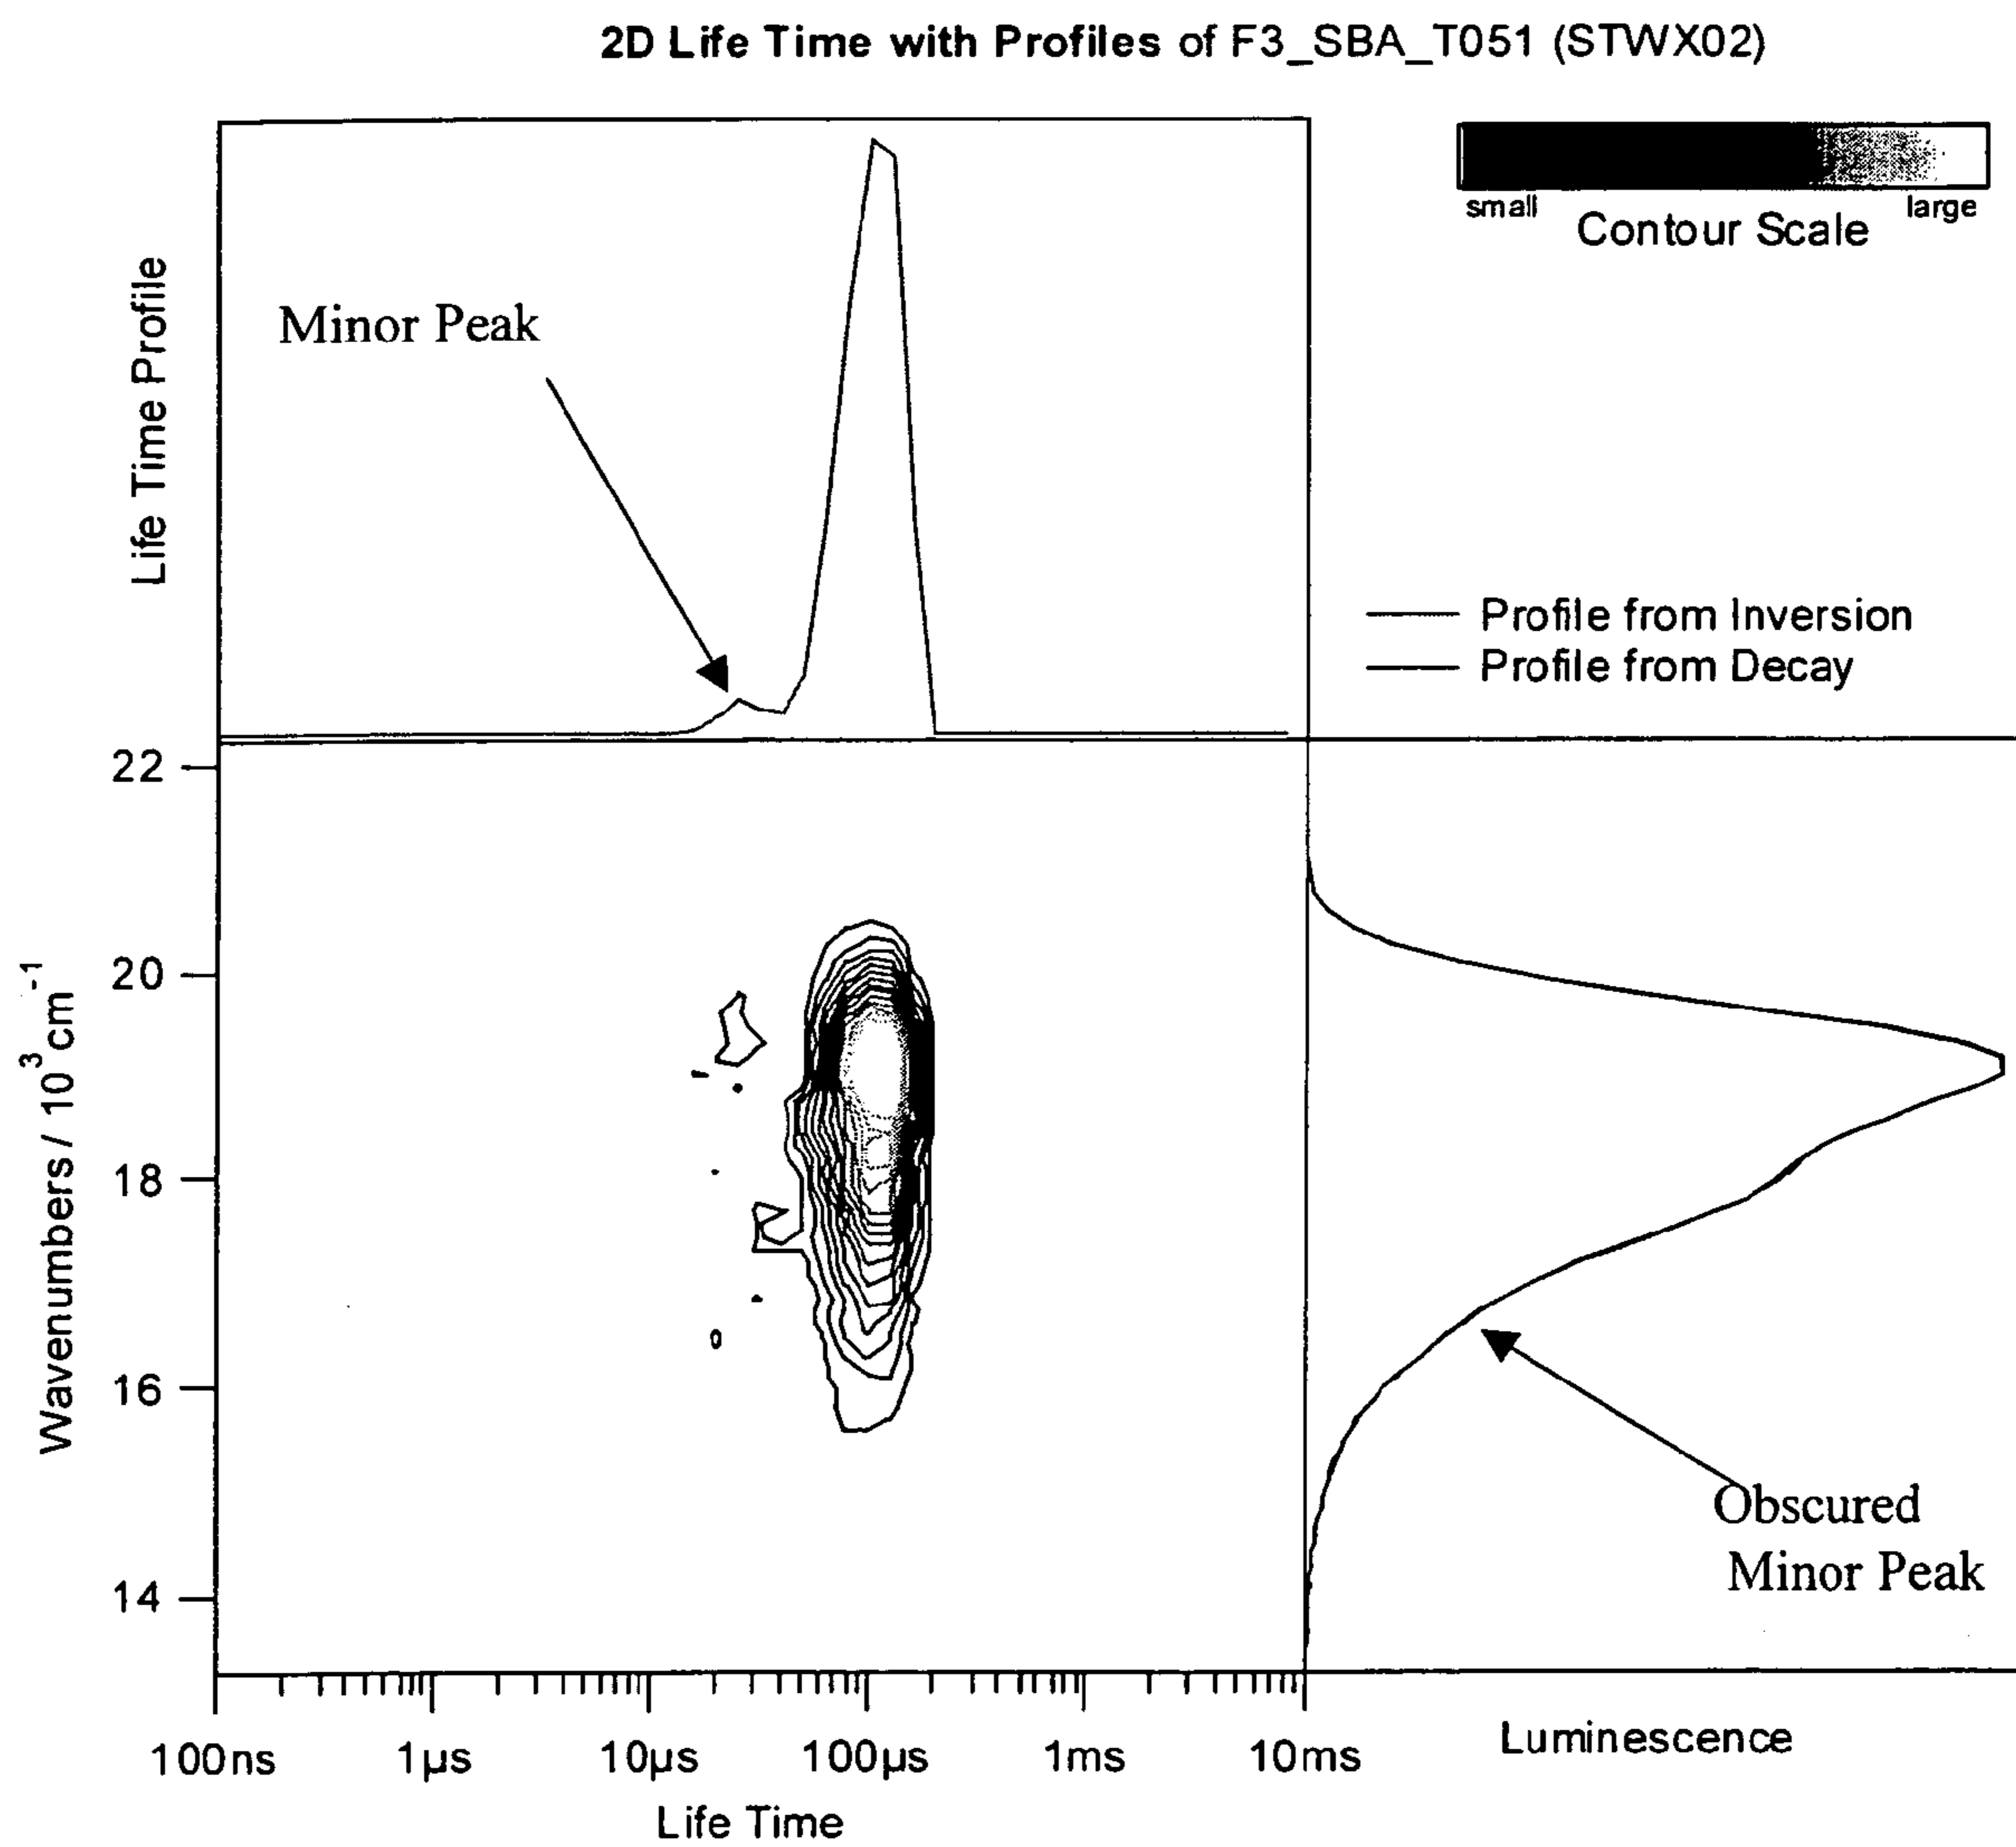 2D Life Time with Profiles of F3_SBA_T051 (STWX02)
small
large
Contour Scale
Life Time Profile
Minor Peak
Profile from Inversion
Profile from Decay
22
20
18
16
14
Wavenumbers / 10³cm⁻¹
Obscured
Minor Peak
100ns
1µs
10µs
100µs
1ms
10ms
Life Time
Luminescence